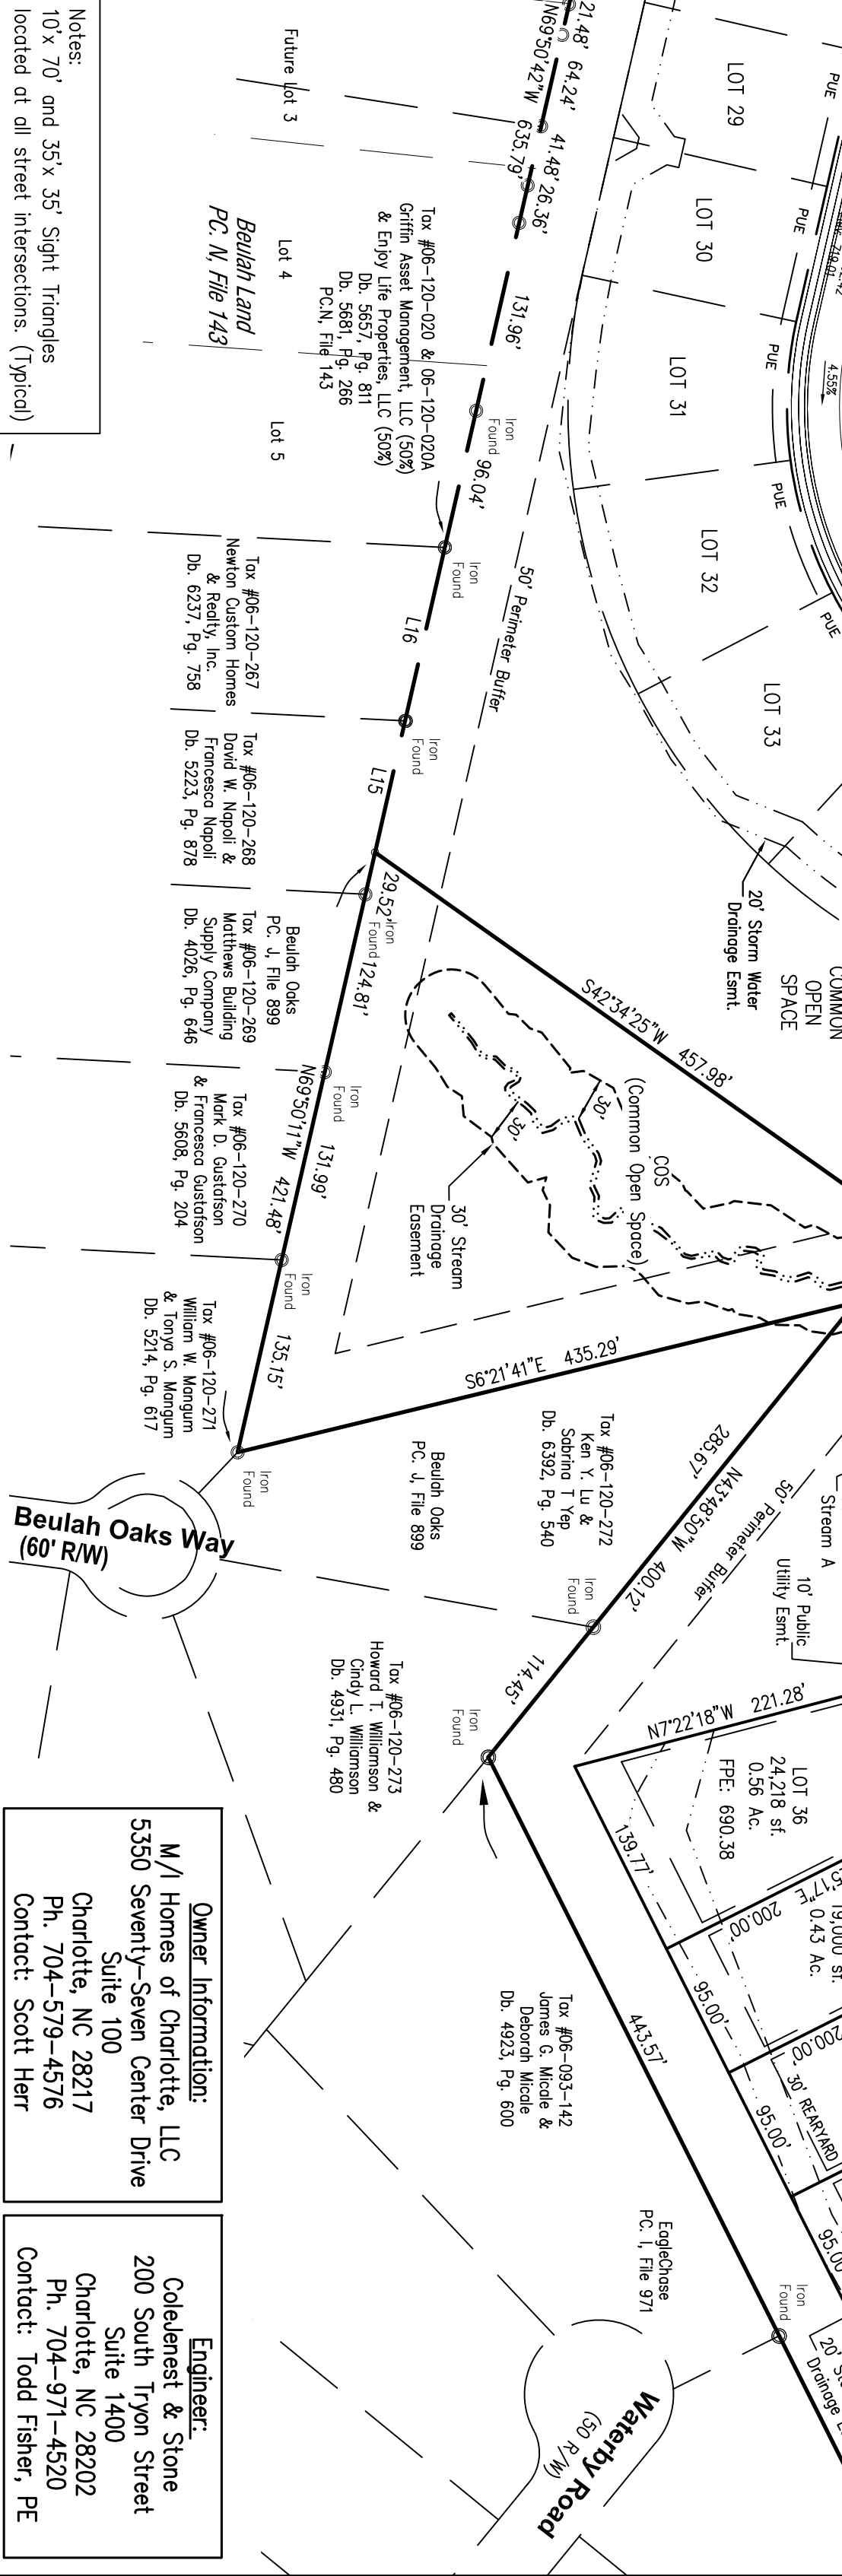 Notes:
10'x 70' and 35'x 35' Sight Triangles
located at all street intersections. (Typical)
21.48'
64.24'
N69°50'42"W
635.79'
41.48'
26.36'
131.96'
96.04'
L16
L15
29.52'
124.81'
N69°50'11"W 421.48'
131.99'
135.15'
Future Lot 3
Lot 4
Lot 5
Beulah Land
PC. N, File 143
Tax #06-120-020 & 06-120-020A
Griffin Asset Management, LLC (50%)
& Enjoy Life Properties, LLC (50%)
Db. 5657, Pg. 811
Db. 5681, Pg. 266
PC.N, File 143
Iron
Found
Iron
Found
Iron
Found
Iron
Found
Iron
Found
Iron
Found
Iron
Found
50' Perimeter Buffer
LOT 29
LOT 30
LOT 31
LOT 32
LOT 33
PUE
PUE
PUE
PUE
PUE
4.55%
Tax #06-120-267
Newton Custom Homes
& Realty, Inc.
Db. 6237, Pg. 758
Tax #06-120-268
David W. Napoli &
Francesca Napoli
Db. 5223, Pg. 878
Beulah Oaks
PC. J, File 899
Tax #06-120-269
Matthews Building
Supply Company
Db. 4026, Pg. 646
Tax #06-120-270
Mark D. Gustafson
& Francesca Gustafson
Db. 5608, Pg. 204
Tax #06-120-271
William W. Mangum
& Tonya S. Mangum
Db. 5214, Pg. 617
20' Storm Water
Drainage Esmt.
COMMON
OPEN
SPACE
S42°34'25"W 457.98'
COS
(Common
Open Space)
30'
30'
30' Stream
Drainage
Easement
S6°21'41"E 435.29'
Beulah Oaks
PC. J, File 899
Tax #06-120-272
Ken Y. Lu &
Sabrina T Yep
Db. 6392, Pg. 540
285.67'
N43°48'50"W 400.12'
114.45'
50' Perimeter Buffer
Stream A
10' Public
Utility Esmt.
Iron
Found
Iron
Found
Beulah Oaks Way
(60' R/W)
Tax #06-120-273
Howard T. Williamson &
Cindy L. Williamson
Db. 4931, Pg. 480
N7°22'18"W 221.28'
LOT 36
24,218 sf.
0.56 Ac.
FPE: 690.38
139.77'
200.00'
19,000 sf.
0.43 Ac.
95.00'
200.00'
30' REARYARD
95.00'
95.00'
443.57'
Tax #06-093-142
James G. Micale &
Deborah Micale
Db. 4923, Pg. 600
EagleChase
PC. I, File 971
Iron
Found
Waterby Road
(50 R/W)
Owner Information:
M/I Homes of Charlotte, LLC
5350 Seventy-Seven Center Drive
Suite 100
Charlotte, NC 28217
Ph. 704-579-4576
Contact: Scott Herr
Engineer:
ColeJenest & Stone
200 South Tryon Street
Suite 1400
Charlotte, NC 28202
Ph. 704-971-4520
Contact: Todd Fisher, PE